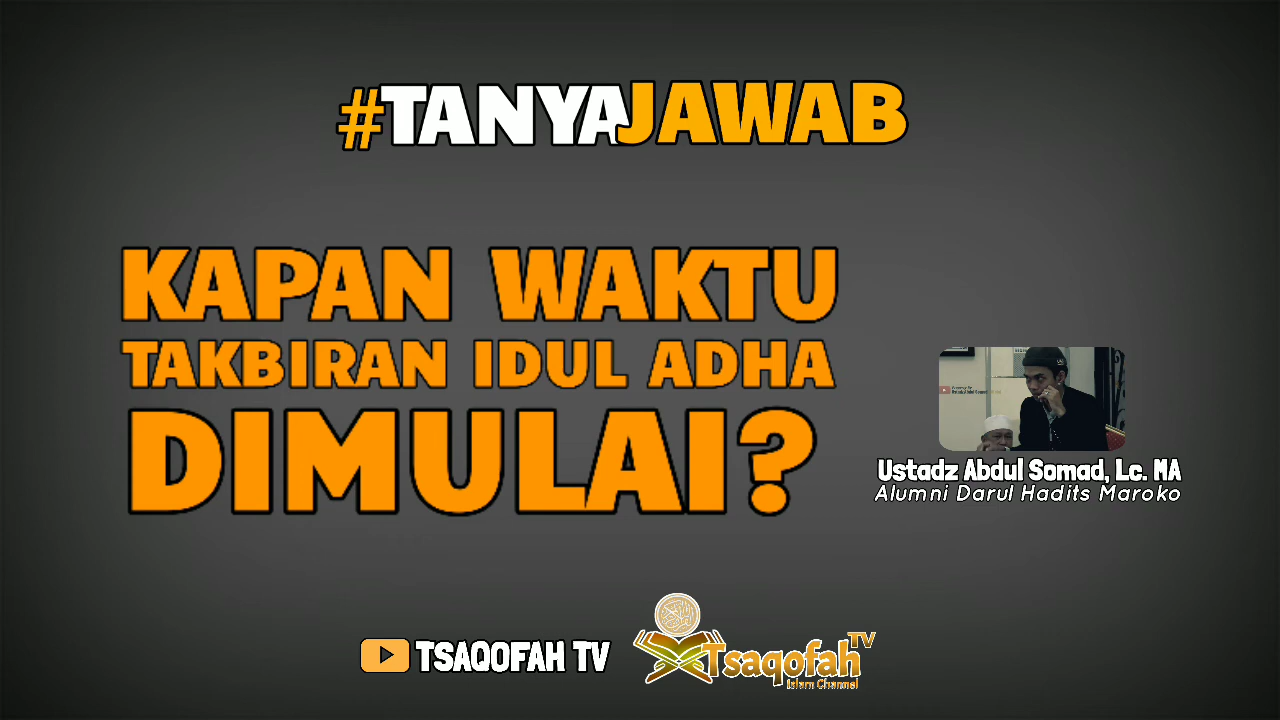 #TANYAJAWAB
KAPAN WAKTU
TAKBIRAN IDUL ADHA
DIMULAI?
Ustadz Abdul Somad, Lc. MA
Alumni Darul Hadits Maroko
TSAQOFAH TV
Tsaqofah TV
Islam Channel